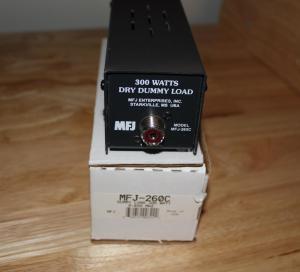 300 WATTS
DRY DUMMY LOAD
MFJ ENTERPRISES, INC.
STARKVILLE, MS USA
MFJ
MODEL
MFJ-260C
MFJ-260C